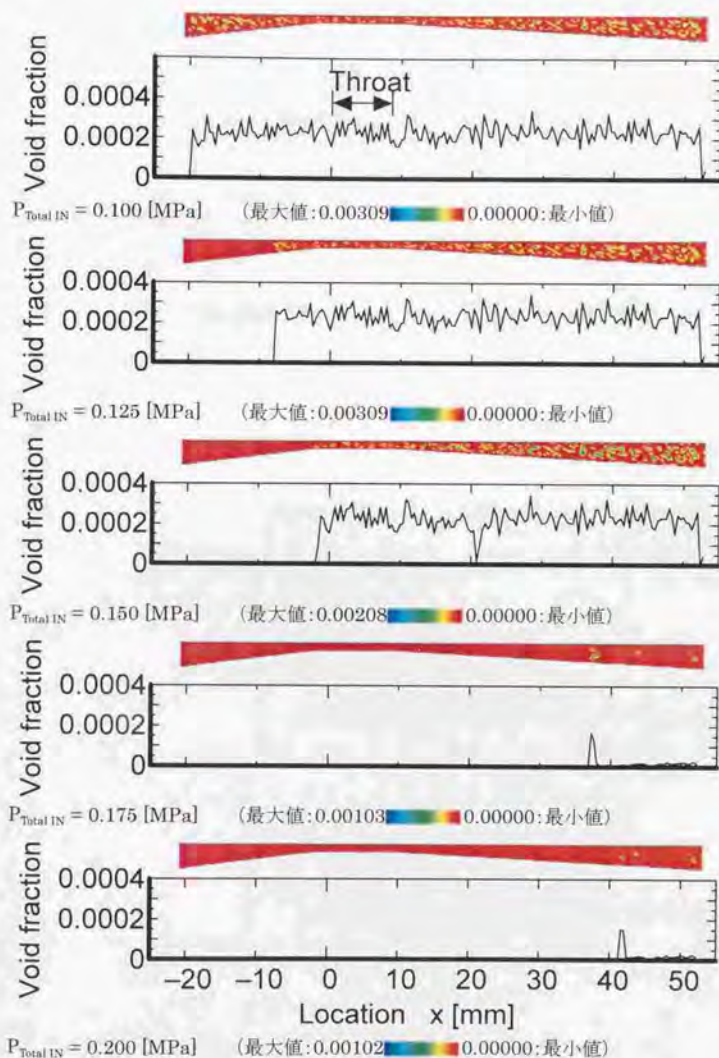 Void fraction
0.0004
0.0002
0
Throat
P_Total IN = 0.100 [MPa] (最大値:0.00309 0.00000:最小値)
Void fraction
0.0004
0.0002
0
P_Total IN = 0.125 [MPa] (最大値:0.00309 0.00000:最小値)
Void fraction
0.0004
0.0002
0
P_Total IN = 0.150 [MPa] (最大値:0.00208 0.00000:最小値)
Void fraction
0.0004
0.0002
0
P_Total IN = 0.175 [MPa] (最大値:0.00103 0.00000:最小値)
Void fraction
0.0004
0.0002
0
−20 −10 0 10 20 30 40 50
Location x [mm]
P_Total IN = 0.200 [MPa] (最大値:0.00102 0.00000:最小値)